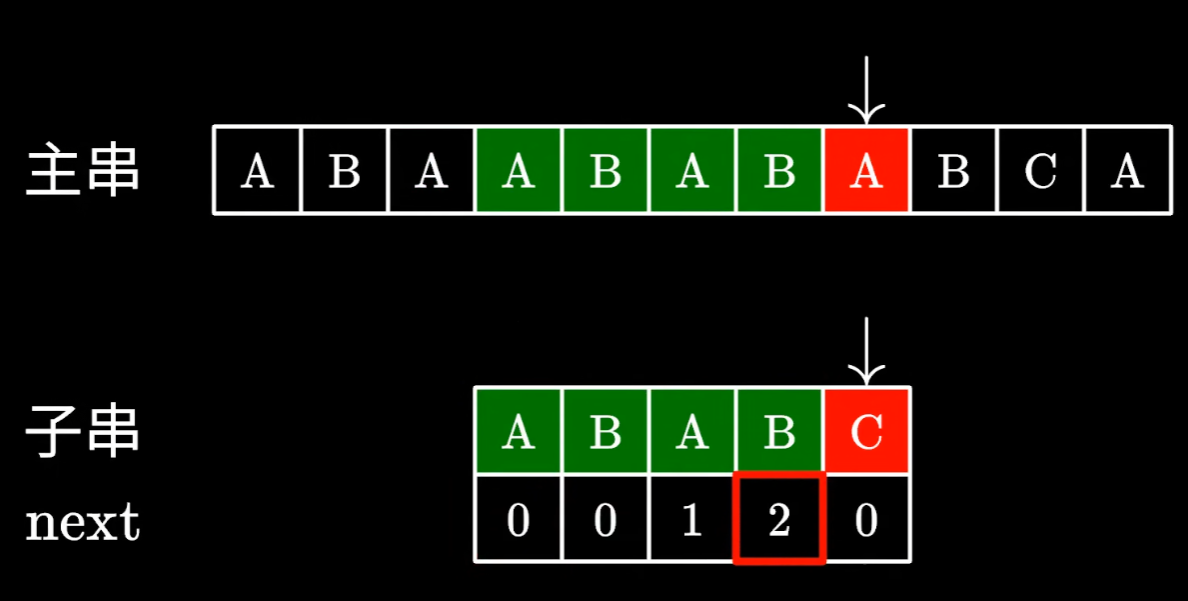 主串 A B A A B A B A B C A
子串 A B A B C
next 0 0 1 2 0